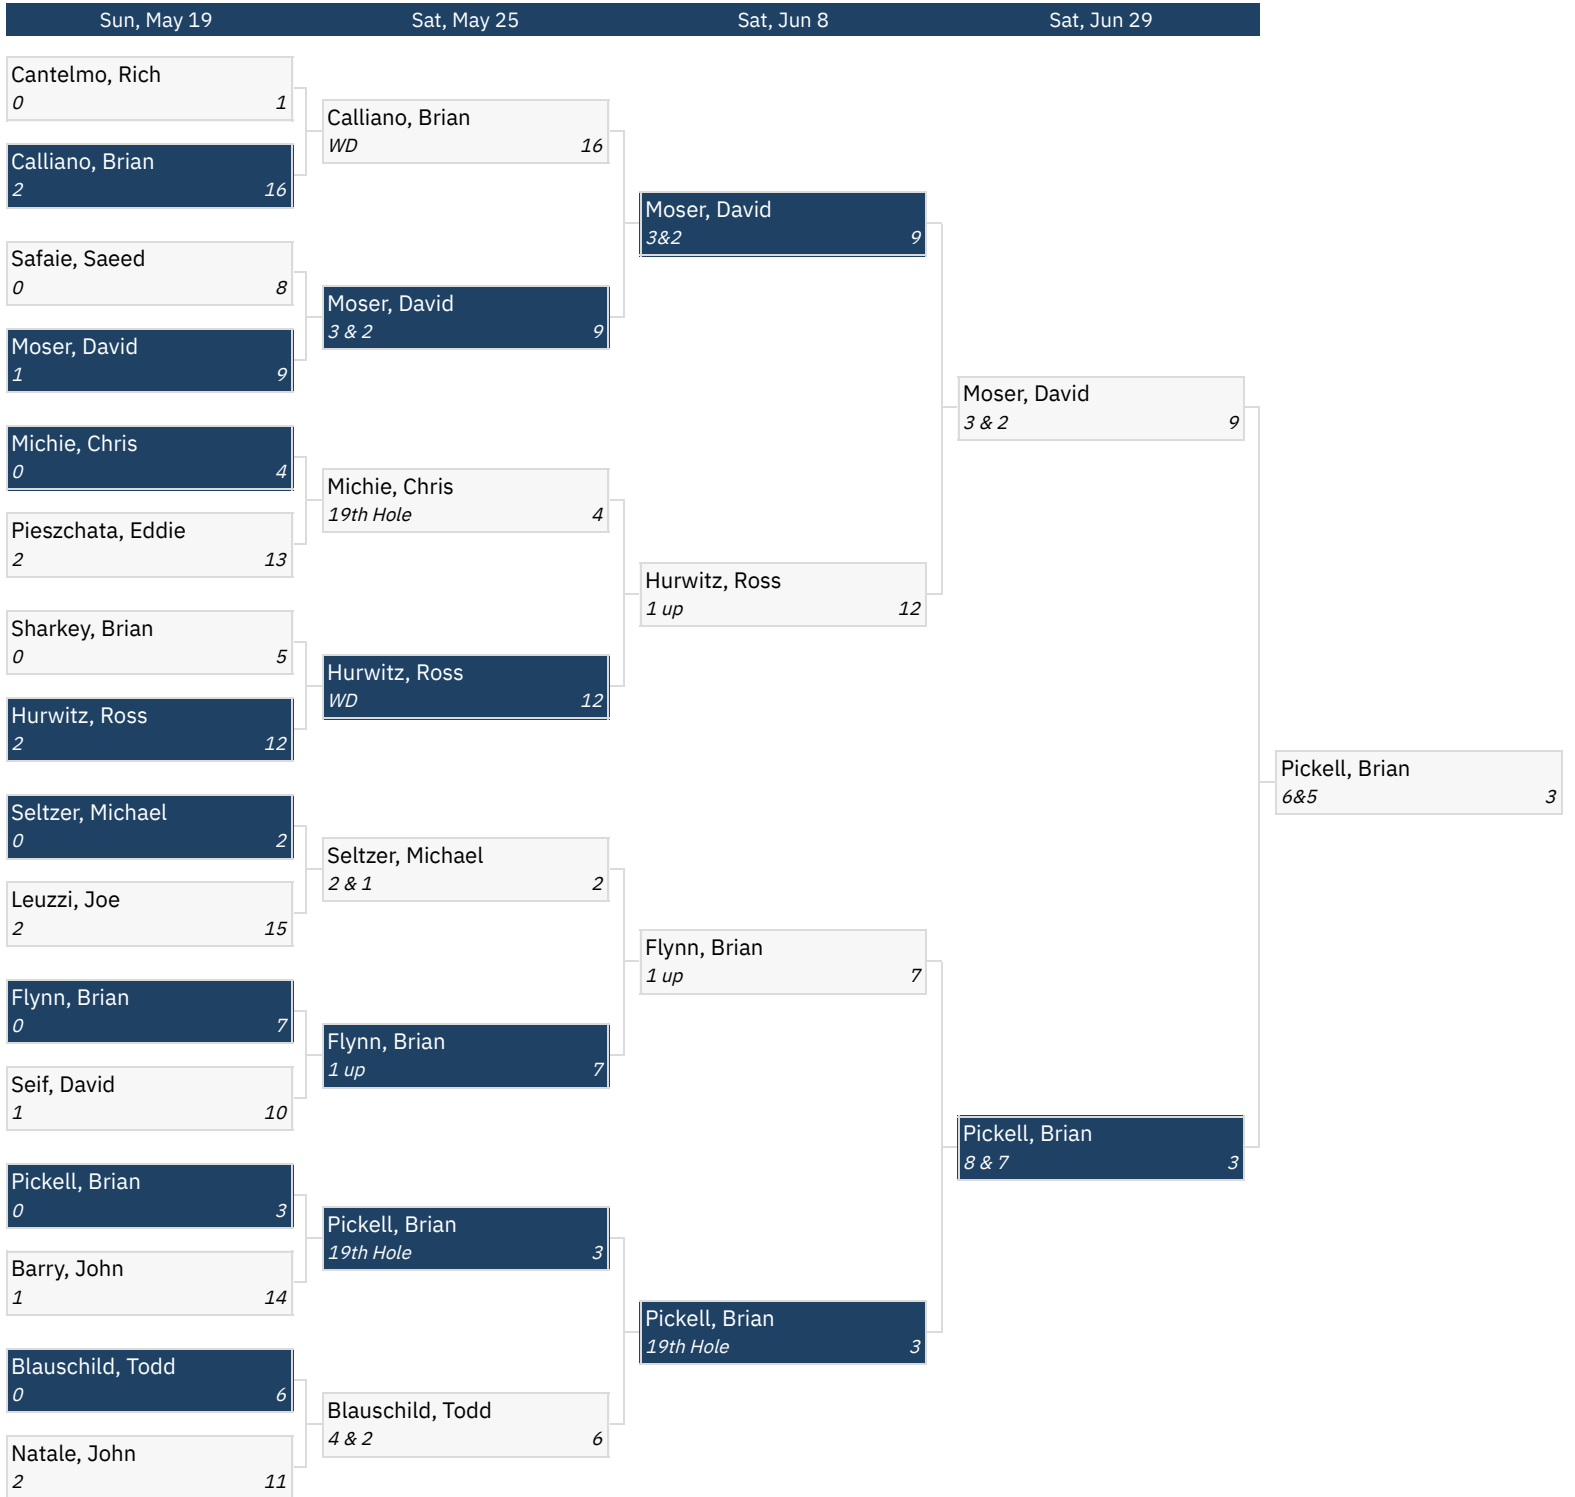 Sun, May 19
Sat, May 25
Sat, Jun 8
Sat, Jun 29
Cantelmo, Rich
0 1
Calliano, Brian
2 16
Safaie, Saeed
0 8
Moser, David
1 9
Michie, Chris
0 4
Pieszchata, Eddie
2 13
Sharkey, Brian
0 5
Hurwitz, Ross
2 12
Seltzer, Michael
0 2
Leuzzi, Joe
2 15
Flynn, Brian
0 7
Seif, David
1 10
Pickell, Brian
0 3
Barry, John
1 14
Blauschild, Todd
0 6
Natale, John
2 11
Calliano, Brian
WD 16
Moser, David
3 & 2 9
Michie, Chris
19th Hole 4
Hurwitz, Ross
WD 12
Seltzer, Michael
2 & 1 2
Flynn, Brian
1 up 7
Pickell, Brian
19th Hole 3
Blauschild, Todd
4 & 2 6
Moser, David
3&2 9
Hurwitz, Ross
1 up 12
Flynn, Brian
1 up 7
Pickell, Brian
19th Hole 3
Moser, David
3 & 2 9
Pickell, Brian
8 & 7 3
Pickell, Brian
6&5 3